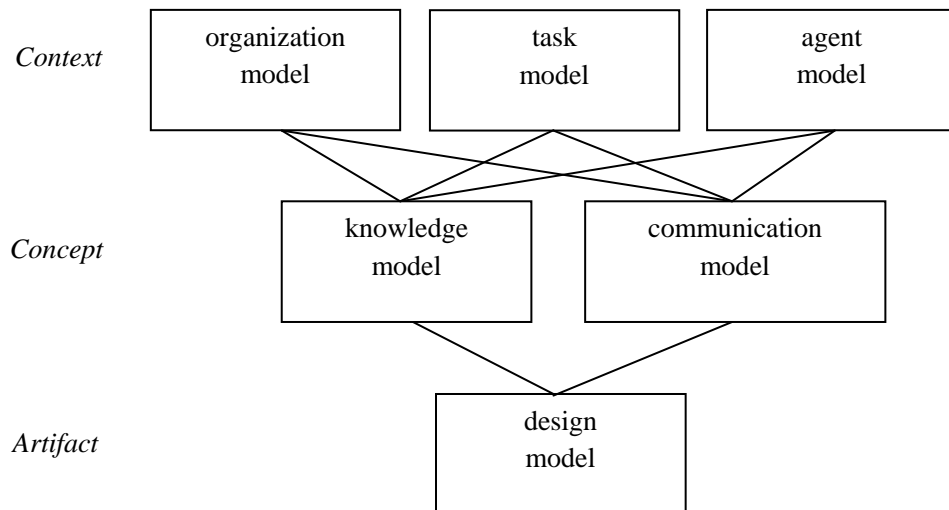 Context
organization
model
task
model
agent
model
Concept
knowledge
model
communication
model
Artifact
design
model